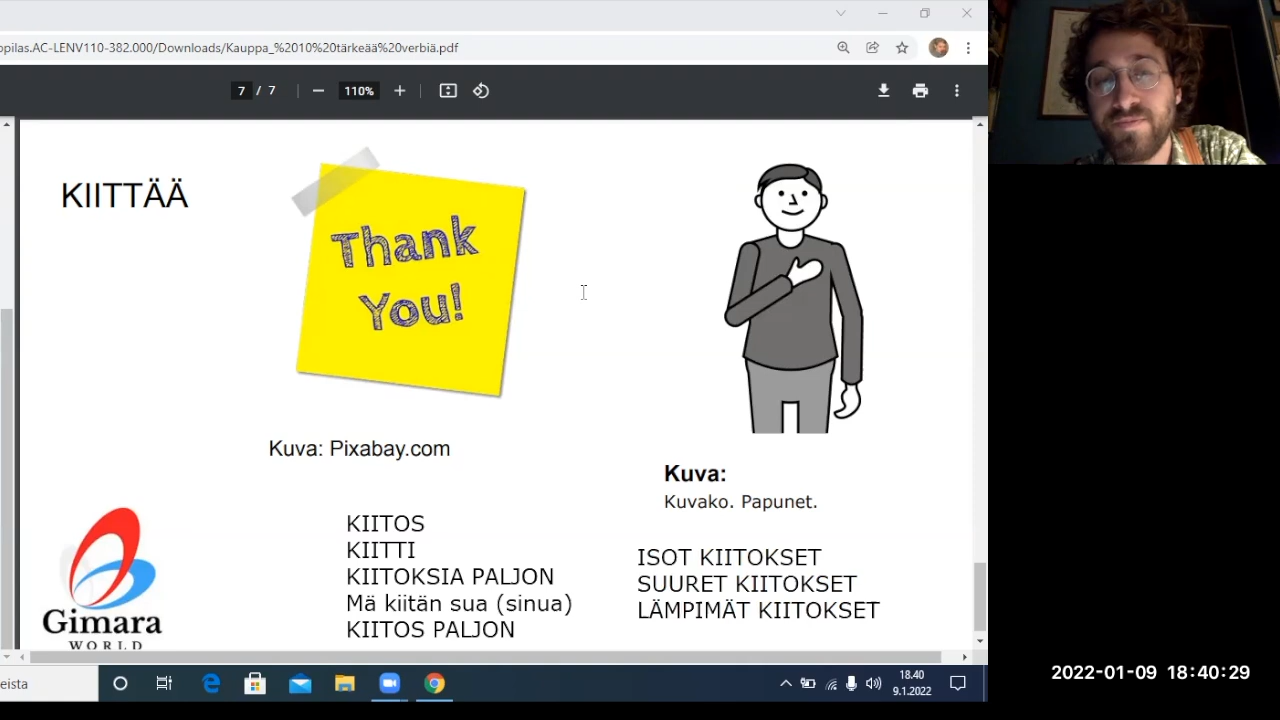 opilas.AC-LENV110-382.000/Downloads/Kauppa_%2010%20tärkeää%20verbiä.pdf
7 / 7
110%
KIITTÄÄ
Thank
You!
Kuva: Pixabay.com
Kuva:
Kuvako. Papunet.
KIITOS
KIITTI
KIITOKSIA PALJON
Mä kiitän sua (sinua)
KIITOS PALJON
ISOT KIITOKSET
SUURET KIITOKSET
LÄMPIMÄT KIITOKSET
Gimara
WORLD
eista
18.40
9.1.2022
2022-01-09 18:40:29